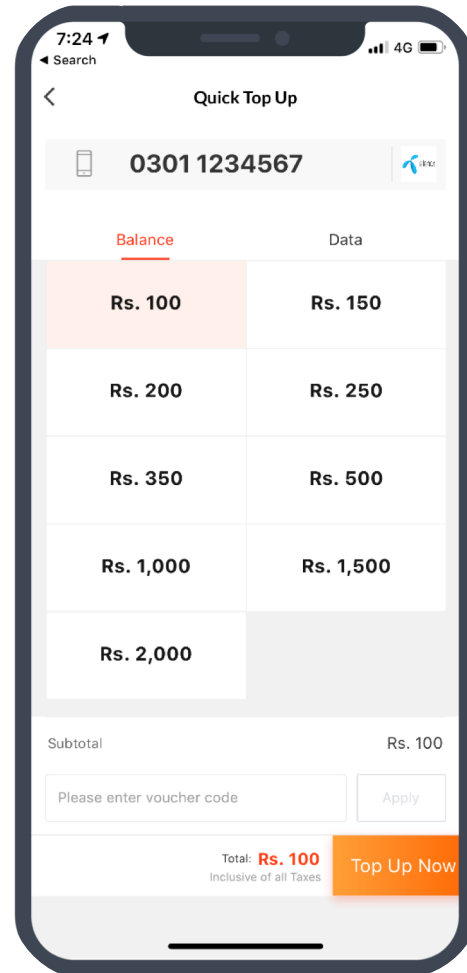 7:24
4G
Search
Quick Top Up
0301 1234567
Balance Data
Rs. 100 Rs. 150
Rs. 200 Rs. 250
Rs. 350 Rs. 500
Rs. 1,000 Rs. 1,500
Rs. 2,000
Subtotal Rs. 100
Please enter voucher code Apply
Total: Rs. 100
Inclusive of all Taxes
Top Up Now